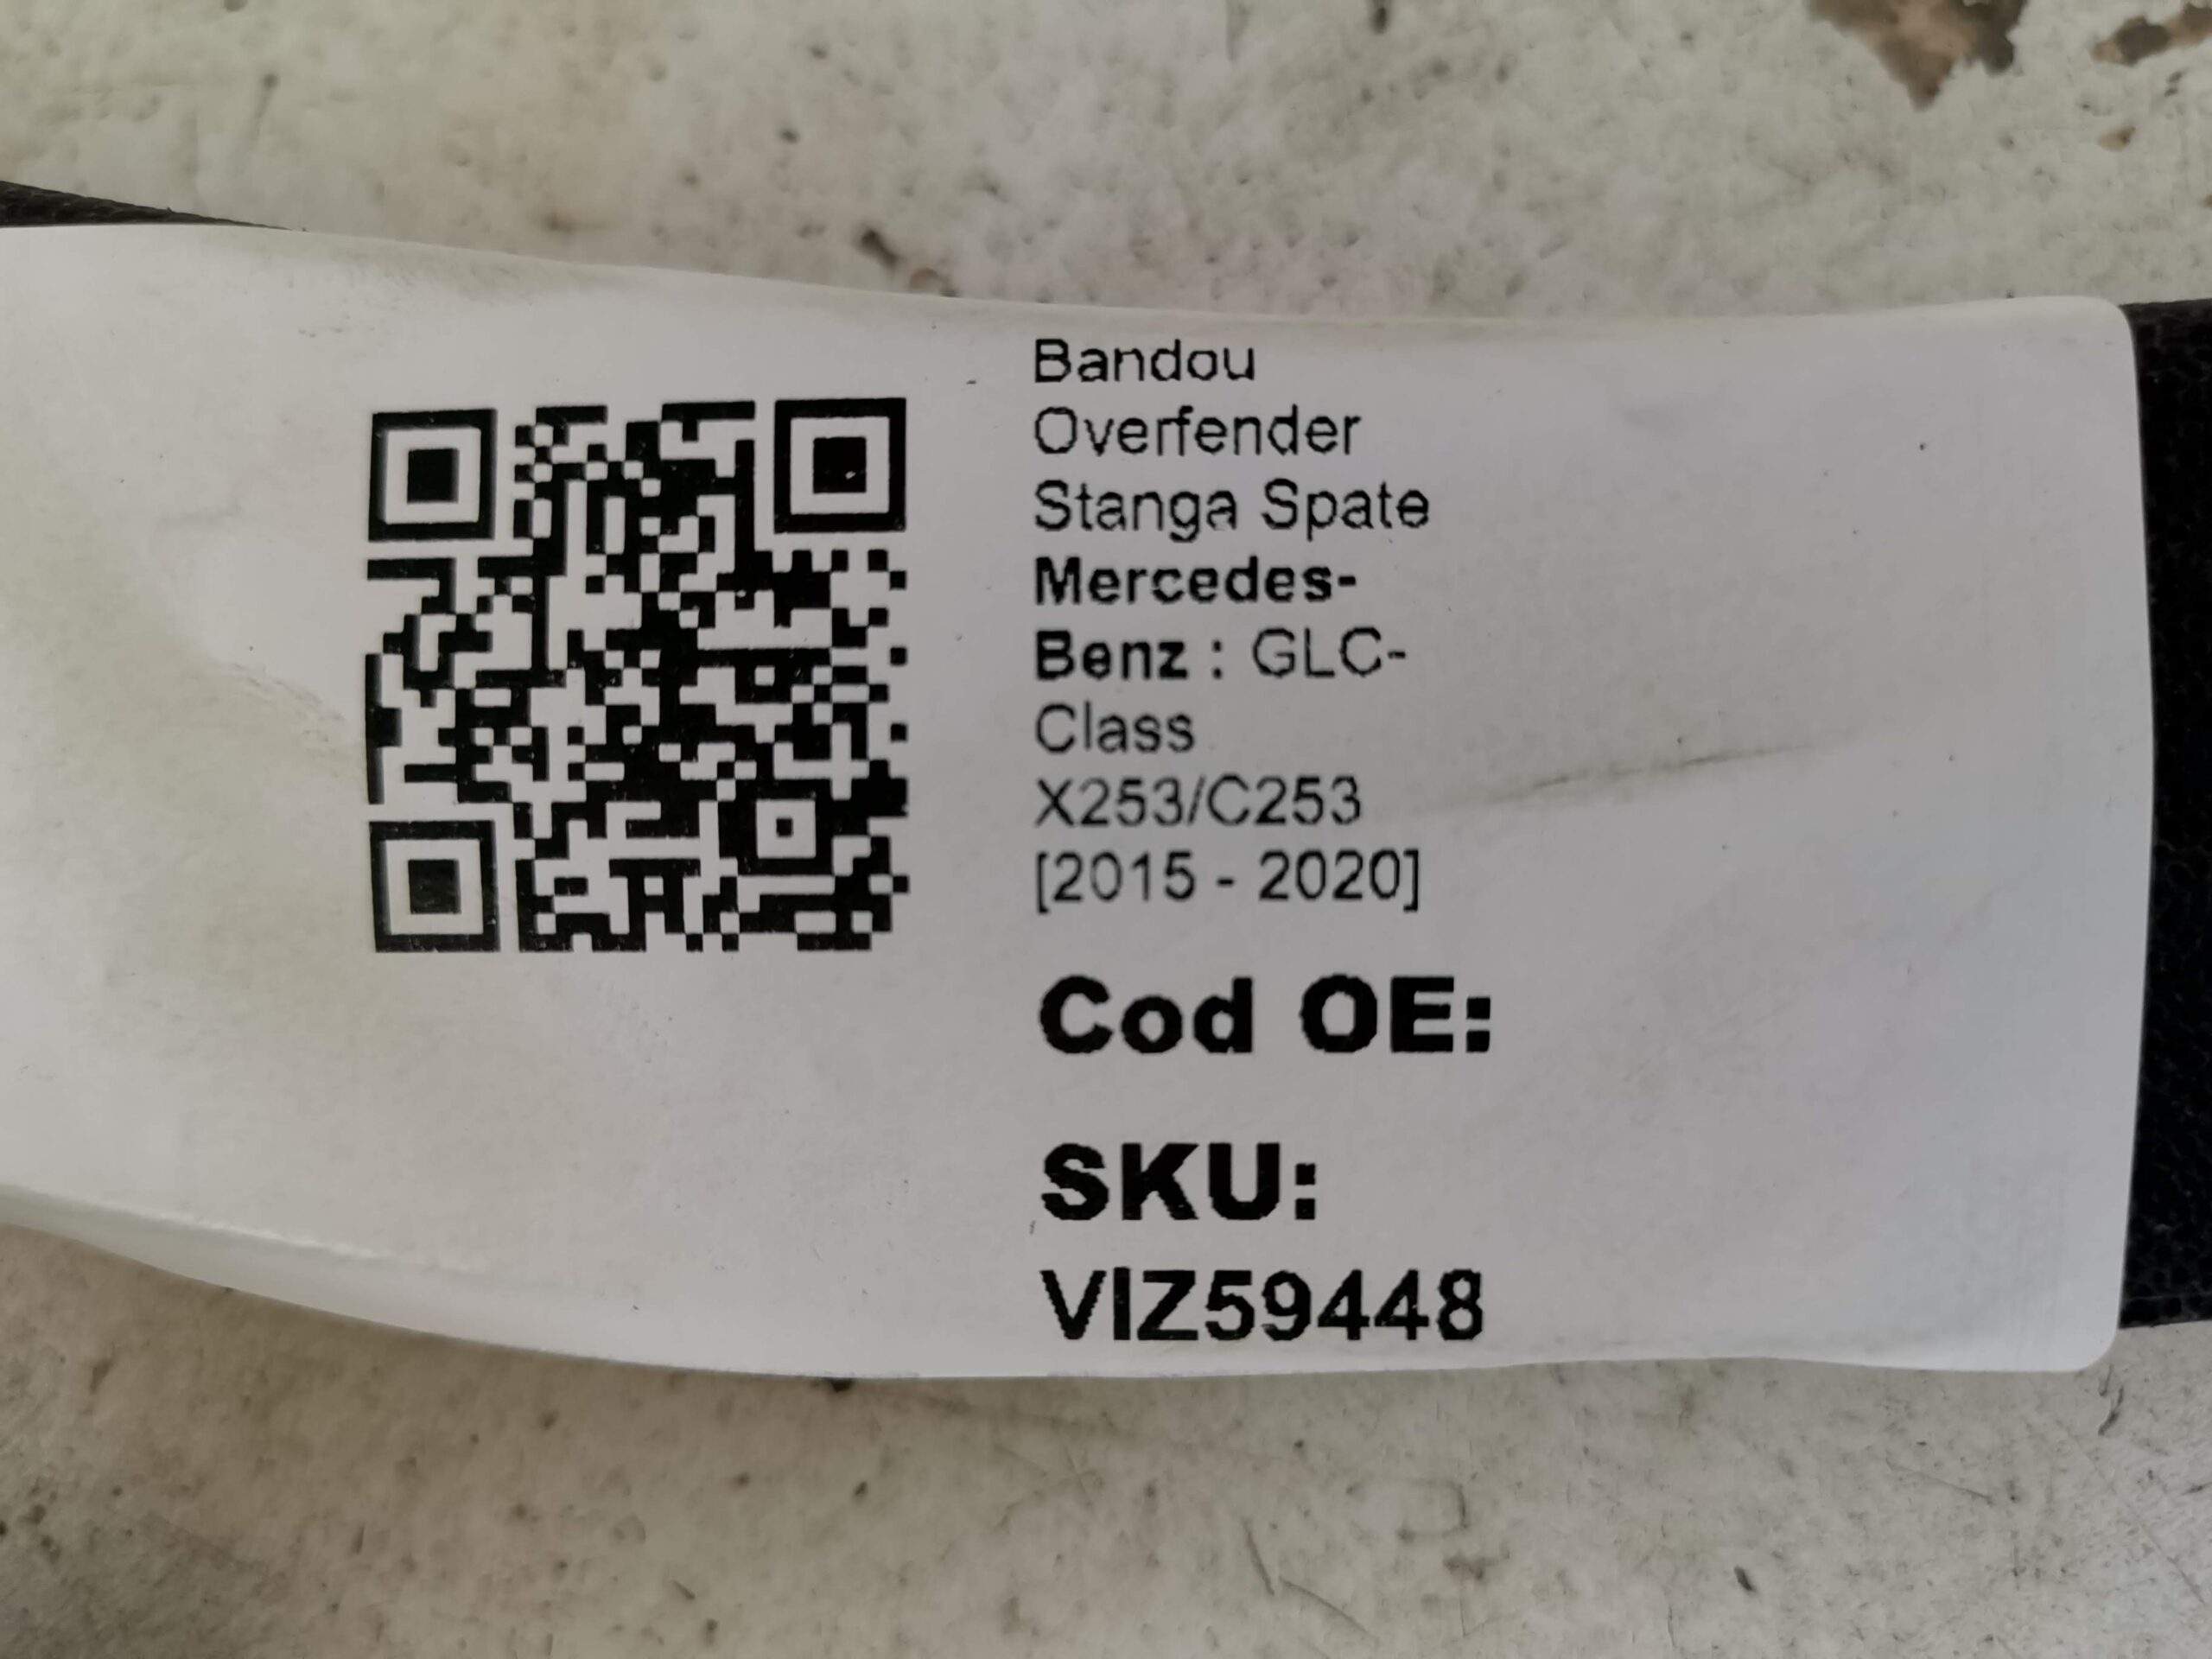 Bandou
Overfender
Stanga Spate
Mercedes-
Benz : GLC-
Class
X253/C253
[2015 - 2020]
Cod OE:
SKU:
VIZ59448